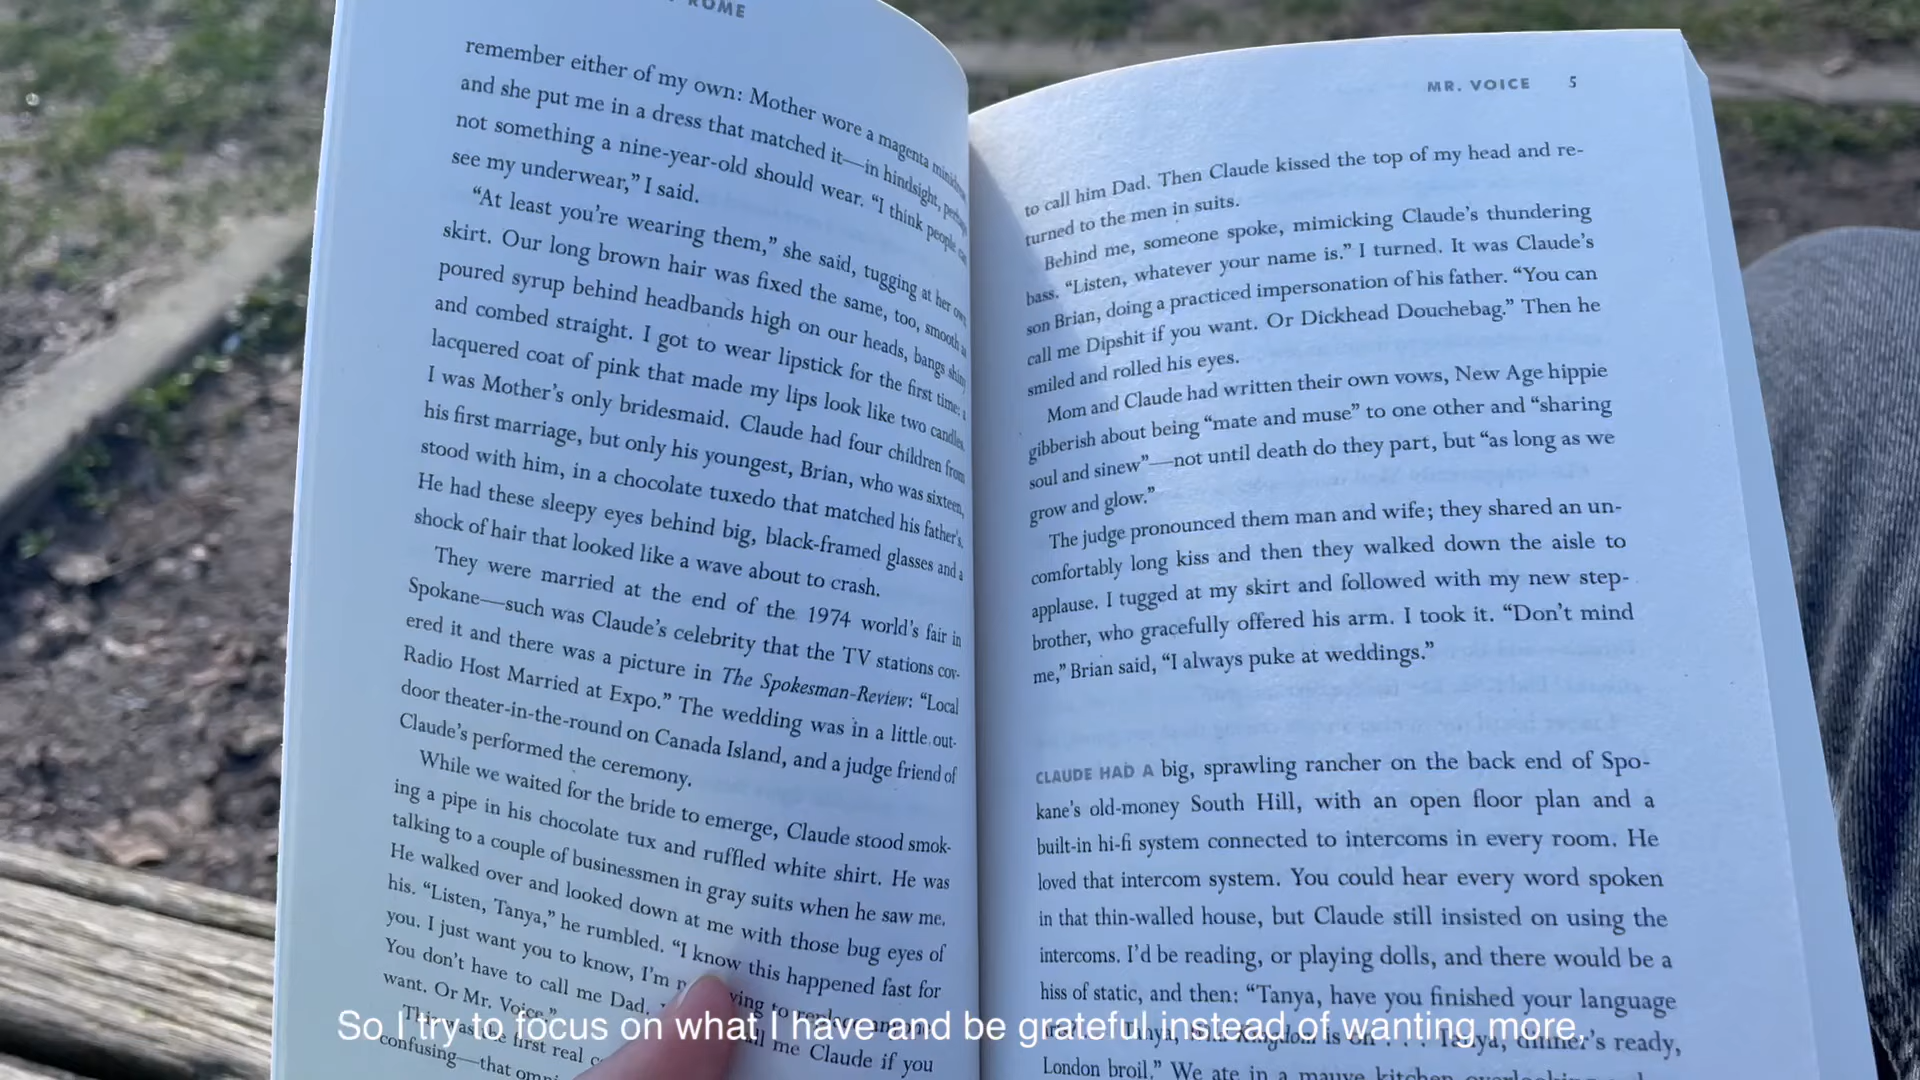 ROME
remember either of my own: Mother wore a magenta
and she put me in a dress that matched it—in hindsight,
not something a nine-year-old should wear. "I think people
see my underwear," I said.
"At least you're wearing them," she said, tugging at her own
skirt. Our long brown hair was fixed the same, too, smooth as
poured syrup behind headbands high on our heads, bangs shiny
and combed straight. I got to wear lipstick for the first time: a
lacquered coat of pink that made my lips look like two candles.
I was Mother's only bridesmaid. Claude had four children from
his first marriage, but only his youngest, Brian, who was sixteen,
stood with him, in a chocolate tuxedo that matched his father's.
He had these sleepy eyes behind big, black-framed glasses and a
shock of hair that looked like a wave about to crash.
They were married at the end of the 1974 world's fair in
Spokane—such was Claude's celebrity that the TV stations cov-
ered it and there was a picture in The Spokesman-Review: "Local
Radio Host Married at Expo." The wedding was in a little out-
door theater-in-the-round on Canada Island, and a judge friend of
Claude's performed the ceremony.
While we waited for the bride to emerge, Claude stood smok-
ing a pipe in his chocolate tux and ruffled white shirt. He was
talking to a couple of businessmen in gray suits when he saw me.
He walked over and looked down at me with those bug eyes of
his. "Listen, Tanya," he rumbled. "I know this happened fast for
you. I just want you to know, I'm
You don't have to call me Dad.
me Claude if you
want. Or Mr. Voice."
first real
confusing—that
MR. VOICE 5
to call him Dad. Then Claude kissed the top of my head and re-
turned to the men in suits.
Behind me, someone spoke, mimicking Claude's thundering
bass. "Listen, whatever your name is." I turned. It was Claude's
son Brian, doing a practiced impersonation of his father. "You can
call me Dipshit if you want. Or Dickhead Douchebag." Then he
smiled and rolled his eyes.
Mom and Claude had written their own vows, New Age hippie
gibberish about being "mate and muse" to one other and "sharing
soul and sinew"—not until death do they part, but "as long as we
grow and glow."
The judge pronounced them man and wife; they shared an un-
comfortably long kiss and then they walked down the aisle to
applause. I tugged at my skirt and followed with my new step-
brother, who gracefully offered his arm. I took it. "Don't mind
me," Brian said, "I always puke at weddings."
CLAUDE HAD A big, sprawling rancher on the back end of Spo-
kane's old-money South Hill, with an open floor plan and a
built-in hi-fi system connected to intercoms in every room. He
loved that intercom system. You could hear every word spoken
in that thin-walled house, but Claude still insisted on using the
intercoms. I'd be reading, or playing dolls, and there would be a
hiss of static, and then: "Tanya, have you finished your language
Kingdom is on . . . Tanya, dinner's ready,
London broil." We ate in a mauve kitchen
So I try to focus on what I have and be grateful instead of wanting more,